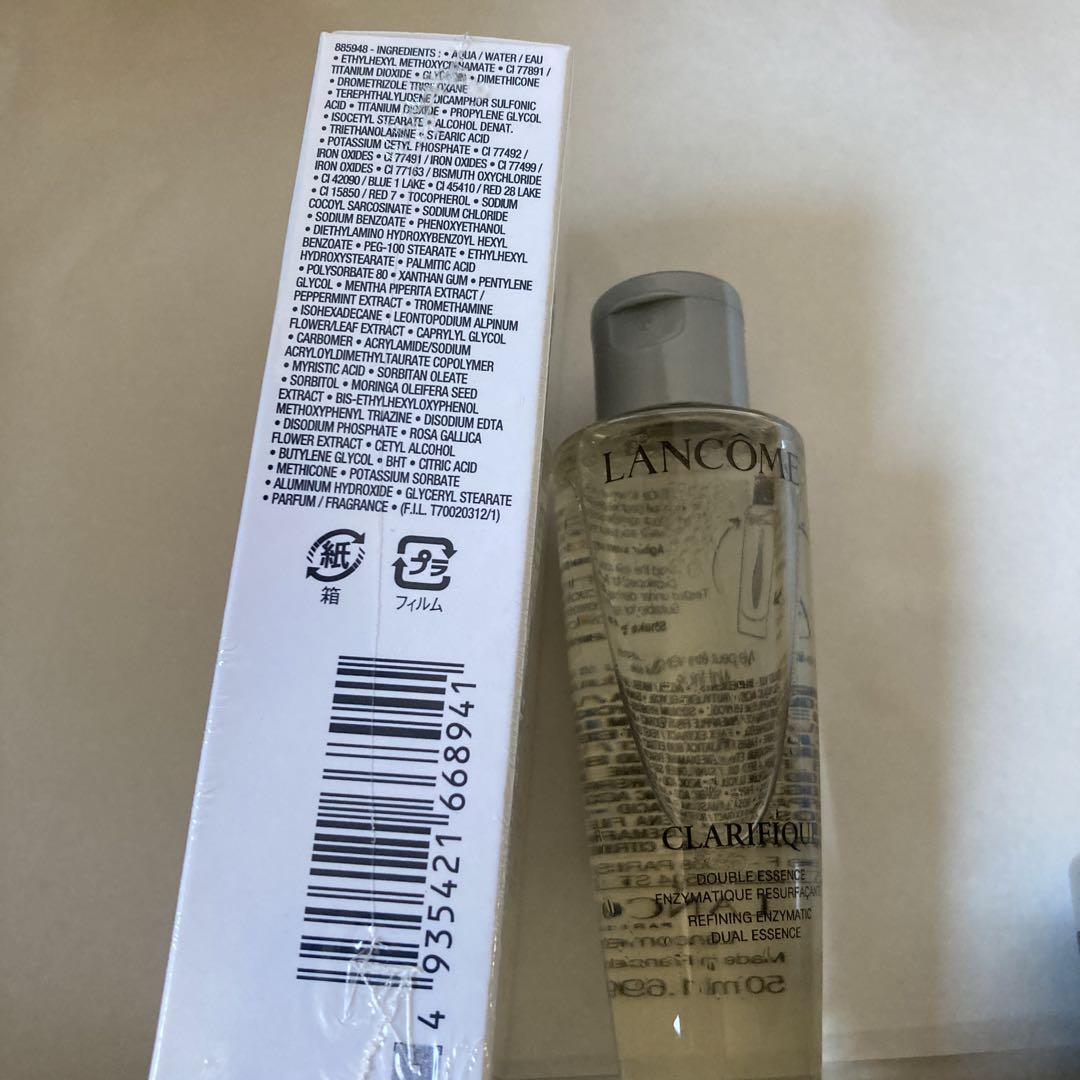 885948 - INGREDIENTS : • AQUA / WATER / EAU
• ETHYLHEXYL METHOXYCINNAMATE • CI 77891 /
TITANIUM DIOXIDE • GLYCERIN • DIMETHICONE
• DROMETRIZOLE TRISILOXANE
• TEREPHTHALYLIDENE DICAMPHOR SULFONIC
ACID • TITANIUM DIOXIDE • PROPYLENE GLYCOL
• ISOCETYL STEARATE • ALCOHOL DENAT.
• TRIETHANOLAMINE • STEARIC ACID
• POTASSIUM CETYL PHOSPHATE • CI 77492 /
IRON OXIDES • CI 77491 / IRON OXIDES • CI 77499 /
IRON OXIDES • CI 77163 / BISMUTH OXYCHLORIDE
• CI 42090 / BLUE 1 LAKE • CI 45410 / RED 28 LAKE
• CI 15850 / RED 7 • TOCOPHEROL • SODIUM
COCOYL SARCOSINATE • SODIUM CHLORIDE
• SODIUM BENZOATE • PHENOXYETHANOL
• DIETHYLAMINO HYDROXYBENZOYL HEXYL
BENZOATE • PEG-100 STEARATE • ETHYLHEXYL
HYDROXYSTEARATE • PALMITIC ACID
• POLYSORBATE 80 • XANTHAN GUM • PENTYLENE
GLYCOL • MENTHA PIPERITA EXTRACT /
PEPPERMINT EXTRACT • TROMETHAMINE
• ISOHEXADECANE • LEONTOPODIUM ALPINUM
FLOWER/LEAF EXTRACT • CAPRYLYL GLYCOL
• CARBOMER • ACRYLAMIDE/SODIUM
ACRYLOYLDIMETHYLTAURATE COPOLYMER
• MYRISTIC ACID • SORBITAN OLEATE
• SORBITOL • MORINGA OLEIFERA SEED
EXTRACT • BIS-ETHYLHEXYLOXYPHENOL
METHOXYPHENYL TRIAZINE • DISODIUM EDTA
• DISODIUM PHOSPHATE • ROSA GALLICA
FLOWER EXTRACT • CETYL ALCOHOL
• BUTYLENE GLYCOL • BHT • CITRIC ACID
• METHICONE • POTASSIUM SORBATE
• ALUMINUM HYDROXIDE • GLYCERYL STEARATE
• PARFUM / FRAGRANCE • (F.I.L. T70020312/1)
紙
箱
プラ
フィルム
4 935421 668941
LANCÔME
CLARIFIQUE
DOUBLE ESSENCE
ENZYMATIQUE RESURFAÇANT
REFINING ENZYMATIC
DUAL ESSENCE
50 ml 1.69